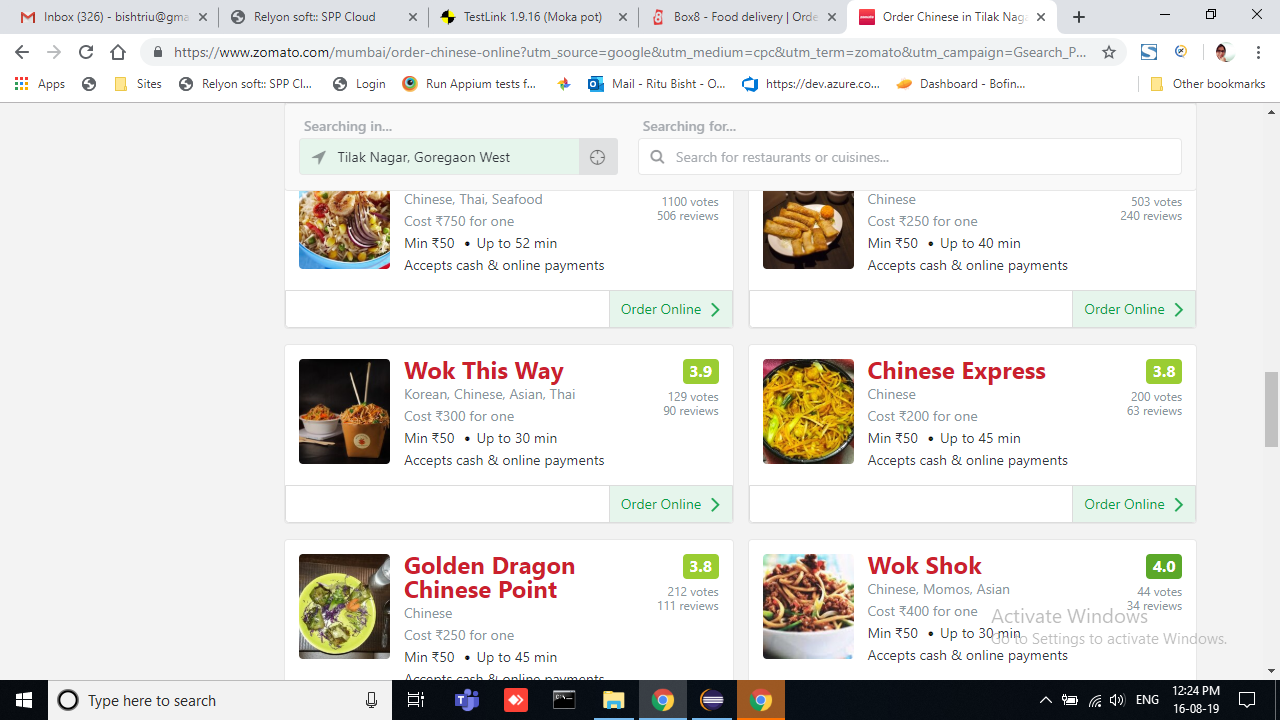 Inbox (326) - bishtriu@gma
Relyon soft:: SPP Cloud
TestLink 1.9.16 (Moka pot)
Box8 - Food delivery | Orde
Order Chinese in Tilak Naga
https://www.zomato.com/mumbai/order-chinese-online?utm_source=google&utm_medium=cpc&utm_term=zomato&utm_campaign=Gsearch_P...
Apps
Sites
Relyon soft:: SPP Cloud
Login
Run Appium tests f...
Mail - Ritu Bisht - O...
https://dev.azure.co...
Dashboard - Bofin...
Other bookmarks
Searching in...
Searching for...
Tilak Nagar, Goregaon West
Search for restaurants or cuisines...
Chinese, Thai, Seafood
1100 votes
506 reviews
Cost ₹750 for one
Min ₹50 • Up to 52 min
Accepts cash & online payments
Order Online
Chinese
503 votes
240 reviews
Cost ₹250 for one
Min ₹50 • Up to 40 min
Accepts cash & online payments
Order Online
Wok This Way
3.9
Korean, Chinese, Asian, Thai
129 votes
90 reviews
Cost ₹300 for one
Min ₹50 • Up to 30 min
Accepts cash & online payments
Order Online
Chinese Express
3.8
Chinese
200 votes
63 reviews
Cost ₹200 for one
Min ₹50 • Up to 45 min
Accepts cash & online payments
Order Online
Golden Dragon
Chinese Point
3.8
212 votes
111 reviews
Chinese
Cost ₹250 for one
Min ₹50 • Up to 45 min
Accepts cash & online payments
Wok Shok
4.0
Chinese, Momos, Asian
44 votes
34 reviews
Cost ₹400 for one
Min ₹50 • Up to 30 min
Accepts cash & online payments
Activate Windows
Go to Settings to activate Windows.
Type here to search
ENG
12:24 PM
16-08-19